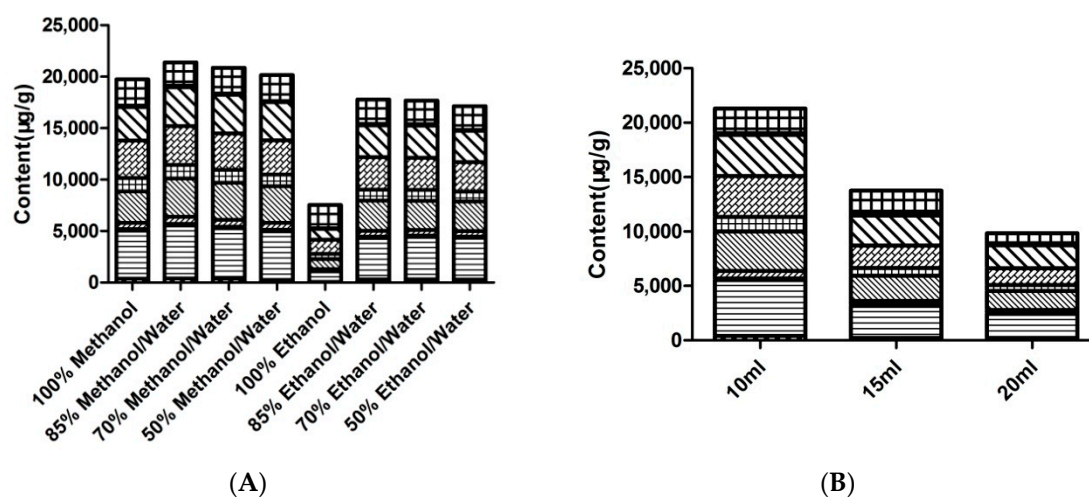 Content(µg/g)
25,000
20,000
15,000
10,000
5,000
0
100% Methanol
85% Methanol/Water
70% Methanol/Water
50% Methanol/Water
100% Ethanol
85% Ethanol/Water
70% Ethanol/Water
50% Ethanol/Water
(A)
Content(µg/g)
25,000
20,000
15,000
10,000
5,000
0
10ml
15ml
20ml
(B)